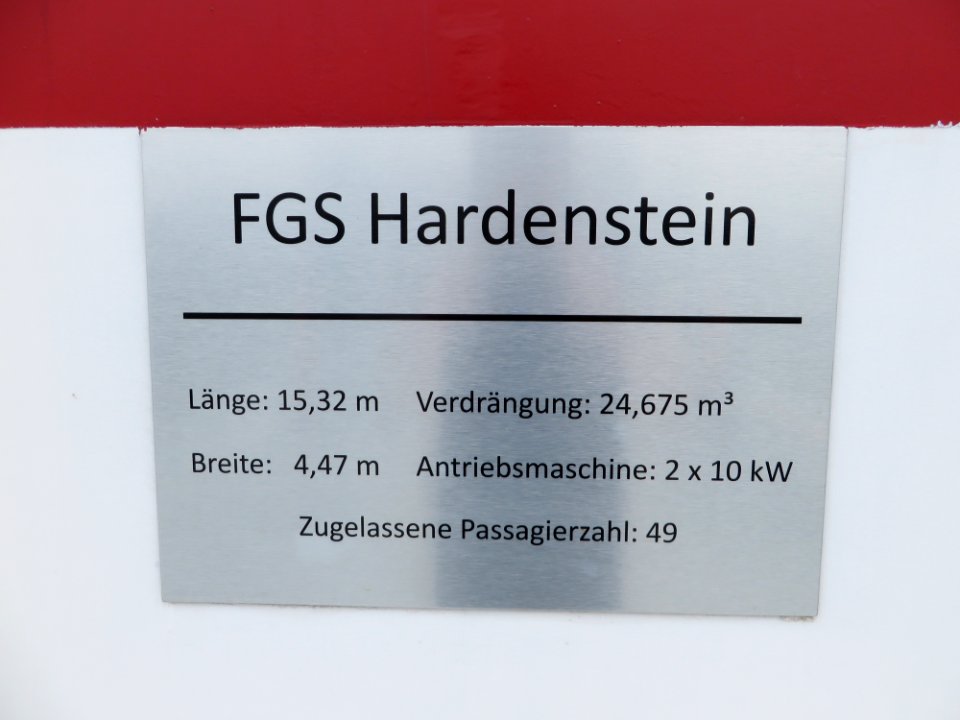 FGS Hardenstein
Länge: 15,32 m Verdrängung: 24,675 m³
Breite: 4,47 m Antriebsmaschine: 2 x 10 kW
Zugelassene Passagierzahl: 49